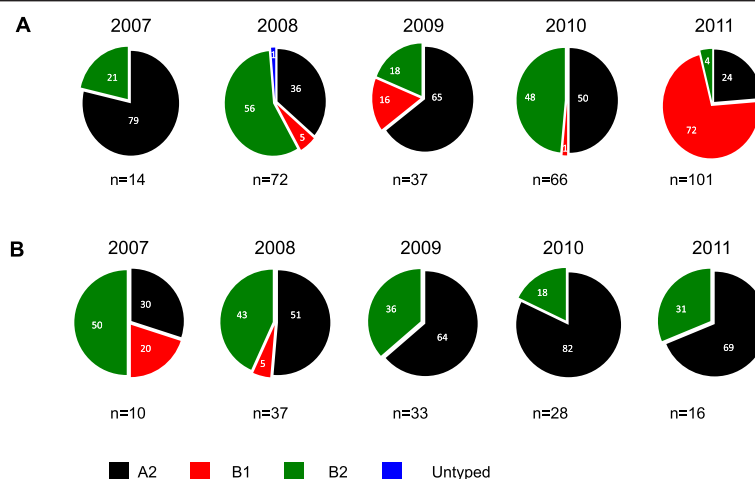 A
2007 2008 2009 2010 2011
21 79
1 36 5 56
18 16 65
48 50 1
4 24 72
n=14 n=72 n=37 n=66 n=101
B
2007 2008 2009 2010 2011
50 30 20
43 51 5
36 64
18 82
31 69
n=10 n=37 n=33 n=28 n=16
A2 B1 B2 Untyped